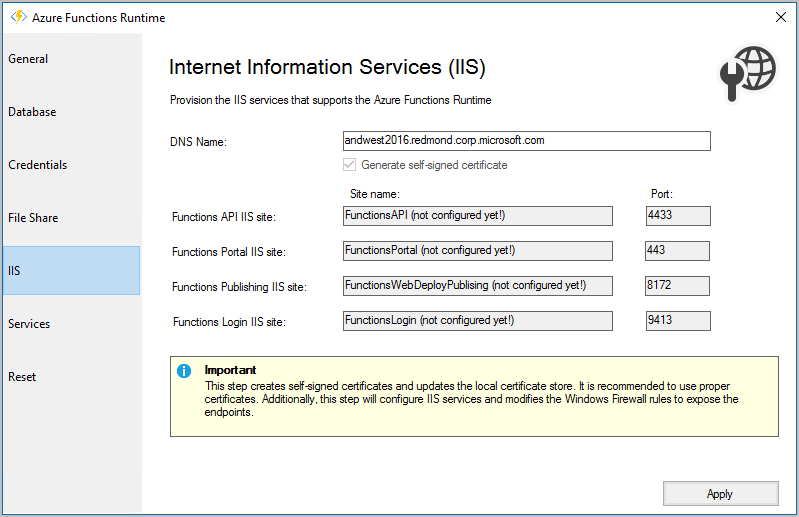 Azure Functions Runtime
General
Database
Credentials
File Share
IIS
Services
Reset
Internet Information Services (IIS)
Provision the IIS services that supports the Azure Functions Runtime
DNS Name: andwest2016.redmond.corp.microsoft.com
Generate self-signed certificate
Site name: Port:
Functions API IIS site: FunctionsAPI (not configured yet!) 4433
Functions Portal IIS site: FunctionsPortal (not configured yet!) 443
Functions Publishing IIS site: FunctionsWebDeployPublising (not configured yet!) 8172
Functions Login IIS site: FunctionsLogin (not configured yet!) 9413
Important
This step creates self-signed certificates and updates the local certificate store. It is recommended to use proper
certificates. Additionally, this step will configure IIS services and modifies the Windows Firewall rules to expose the
endpoints.
Apply